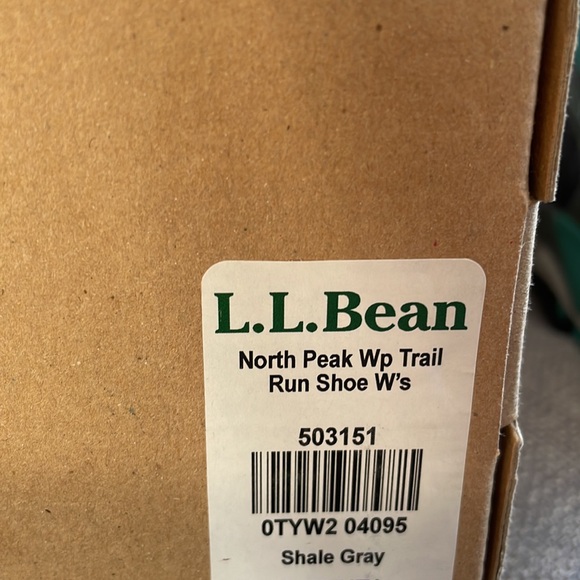 L.L.Bean
North Peak Wp Trail
Run Shoe W's
503151
0TYW2 04095
Shale Gray